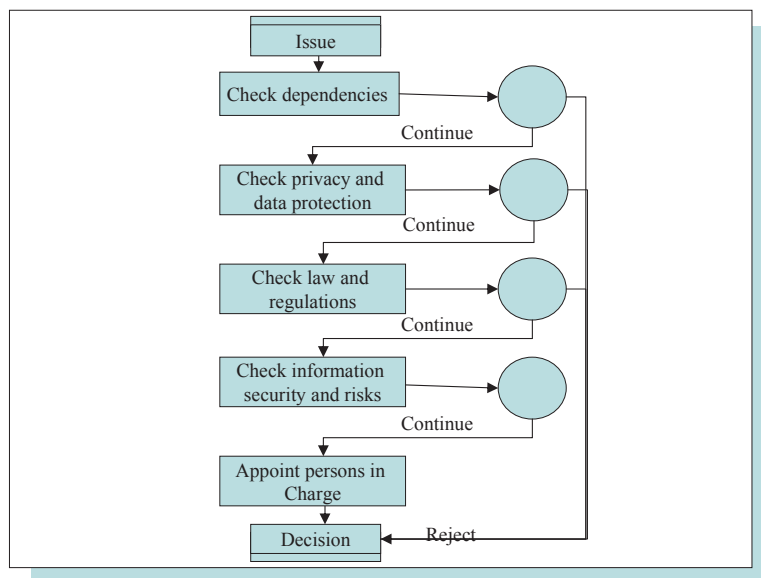 Issue
Check dependencies
Continue
Check privacy and
data protection
Continue
Check law and
regulations
Continue
Check information
security and risks
Continue
Appoint persons in
Charge
Decision
Reject